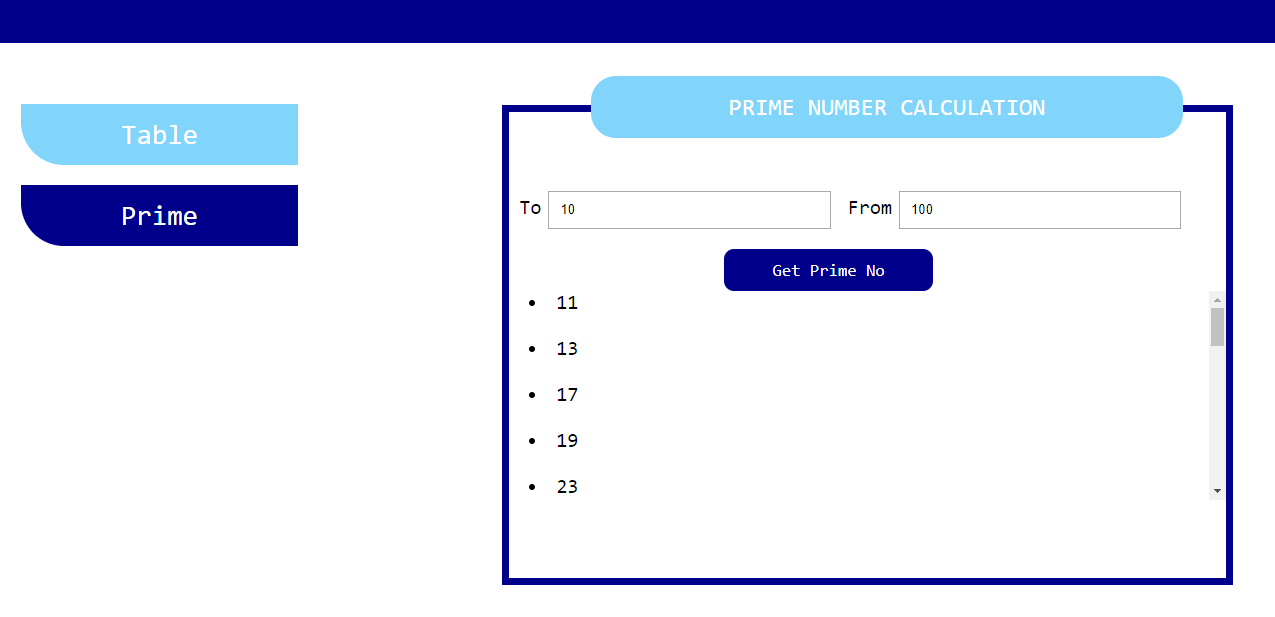 PRIME NUMBER CALCULATION
Table
Prime
To 10 From 100
Get Prime No
• 11
• 13
• 17
• 19
• 23